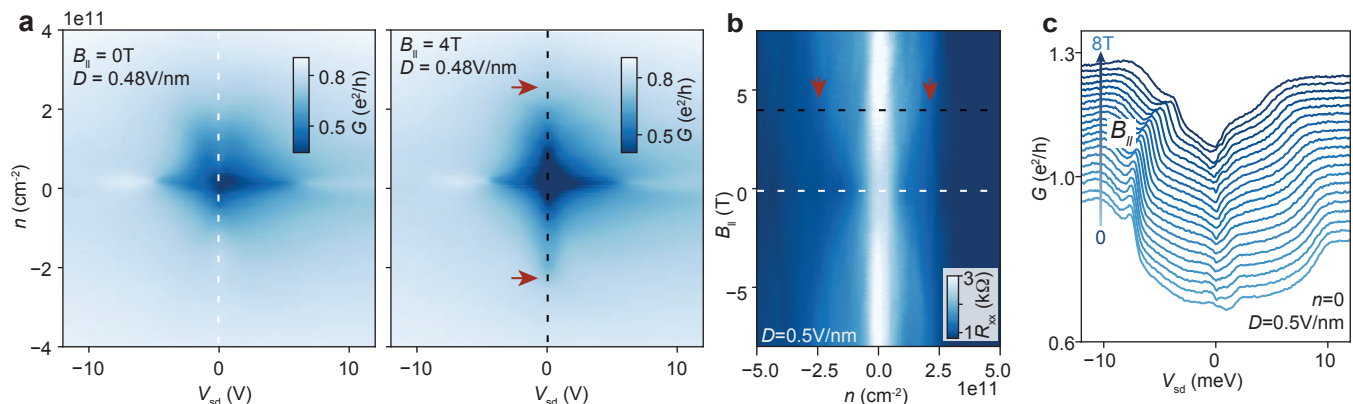 a
1e11
4
2
0
−2
−4
n (cm-2)
B|| = 0T
D = 0.48V/nm
0.8
0.5
G (e2/h)
−10
0
10
Vsd (V)
B|| = 4T
D = 0.48V/nm
0.8
0.5
G (e2/h)
−10
0
10
Vsd (V)
b
5
0
−5
B|| (T)
D=0.5V/nm
3
1
Rxx (kΩ)
-5.0
-2.5
0
2.5
5.0
1e11
n (cm-2)
c
1.3
1.0
0.6
G (e2/h)
8T
B//
0
n=0
D=0.5V/nm
−10
0
10
Vsd (meV)